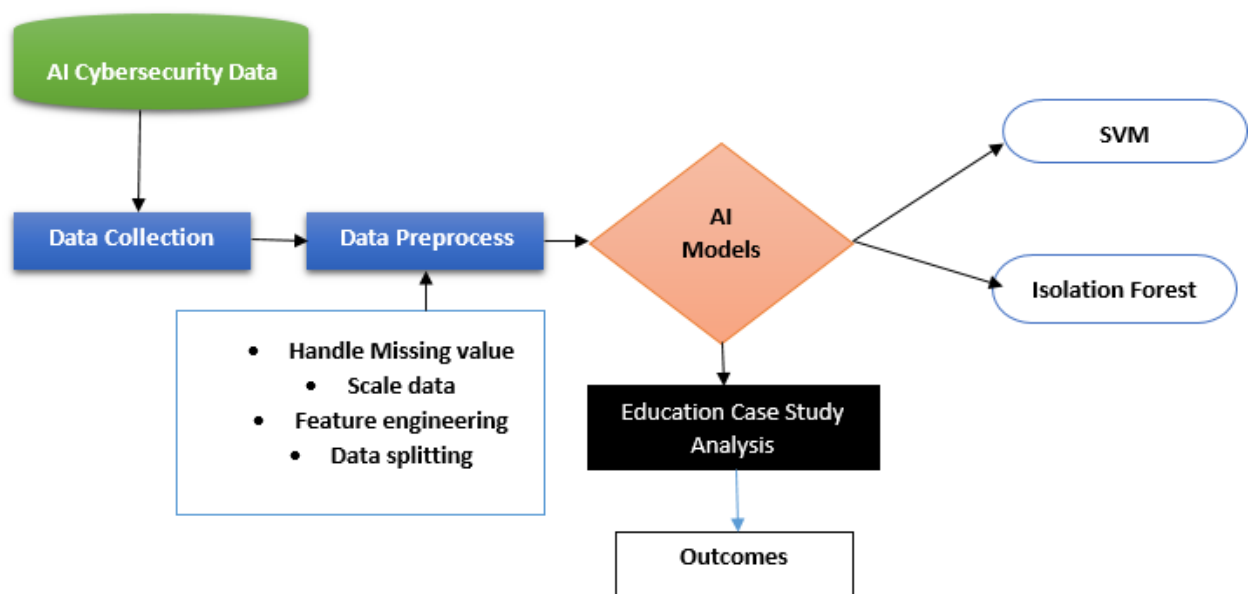 AI Cybersecurity Data
Data Collection
Data Preprocess
• Handle Missing value
• Scale data
• Feature engineering
• Data splitting
AI
Models
SVM
Isolation Forest
Education Case Study
Analysis
Outcomes